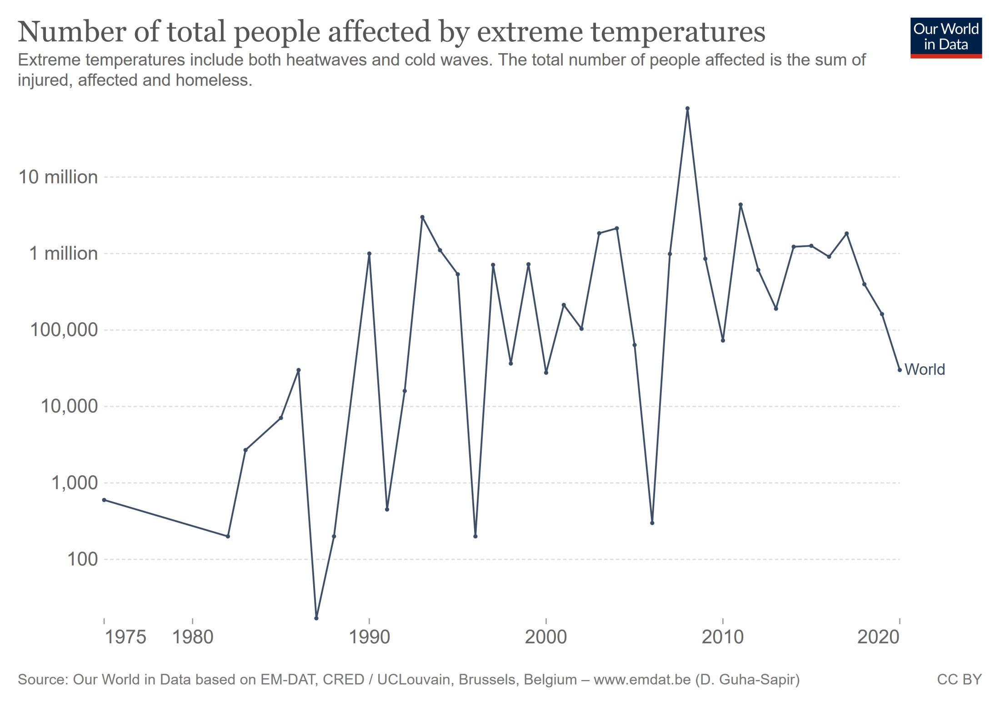 Number of total people affected by extreme temperatures
Our World
in Data
Extreme temperatures include both heatwaves and cold waves. The total number of people affected is the sum of
injured, affected and homeless.
10 million
1 million
100,000
10,000
1,000
100
World
1975
1980
1990
2000
2010
2020
Source: Our World in Data based on EM-DAT, CRED / UCLouvain, Brussels, Belgium – www.emdat.be (D. Guha-Sapir)
CC BY